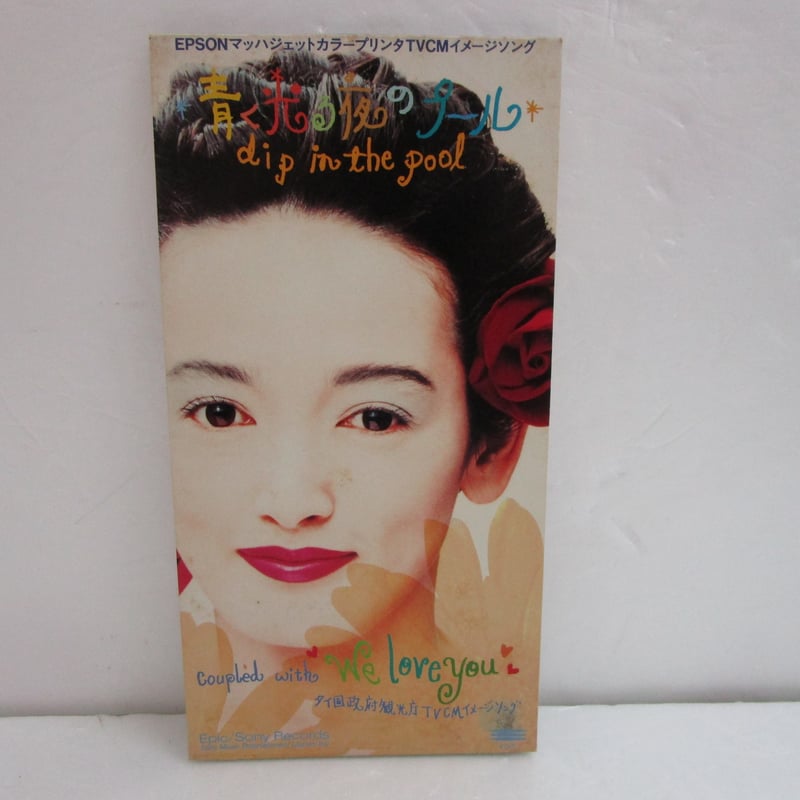 EPSONマッハジェットカラープリンタTVCMイメージソング
青く光る夜のプール
dip in the pool
coupled with We love you
タイ国政府観光庁TVCMイメージソング
Epic/Sony Records